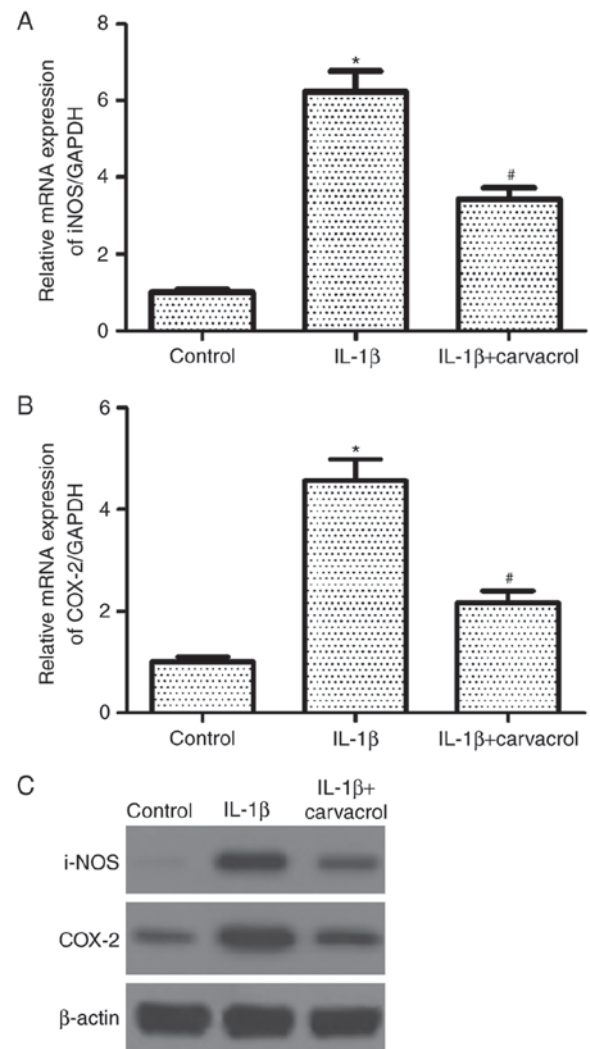 A
Relative mRNA expression
of iNOS/GAPDH
8
6
4
2
0
*
#
Control
IL-1β
IL-1β+carvacrol
B
Relative mRNA expression
of COX-2/GAPDH
6
4
2
0
*
#
Control
IL-1β
IL-1β+carvacrol
C
Control
IL-1β
IL-1β+
carvacrol
i-NOS
COX-2
β-actin